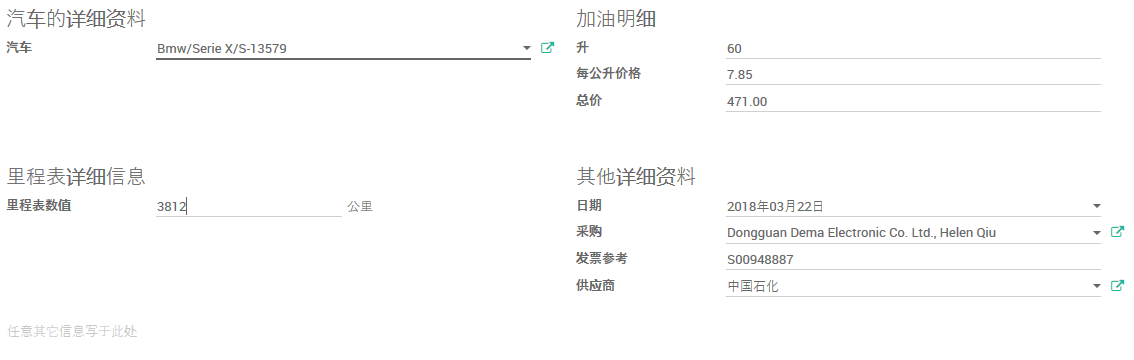 汽车的详细资料
汽车 Bmw/Serie X/S-13579
加油明细
升 60
每公升价格 7.85
总价 471.00
里程表详细信息
里程表数值 3812 公里
其他详细资料
日期 2018年03月22日
采购 Dongguan Dema Electronic Co. Ltd., Helen Qiu
发票参考 S00948887
供应商 中国石化
任意其它信息写于此处